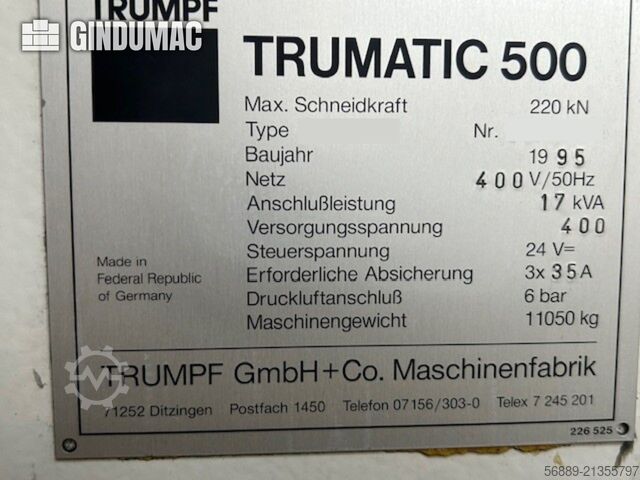 TRUMPF
GINDUMAC
TRUMATIC 500
Max. Schneidkraft 220 kN
Type Nr.
Baujahr 1995
Netz 400 V/50Hz
Anschlußleistung 17 kVA
Versorgungsspannung 400
Steuerspannung 24 V=
Made in
Federal Republic
of Germany
Erforderliche Absicherung 3x 35 A
Druckluftanschluß 6 bar
Maschinengewicht 11050 kg
TRUMPF GmbH+Co. Maschinenfabrik
71252 Ditzingen Postfach 1450 Telefon 07156/303-0 Telex 7 245 201
226 525
56889-21355797